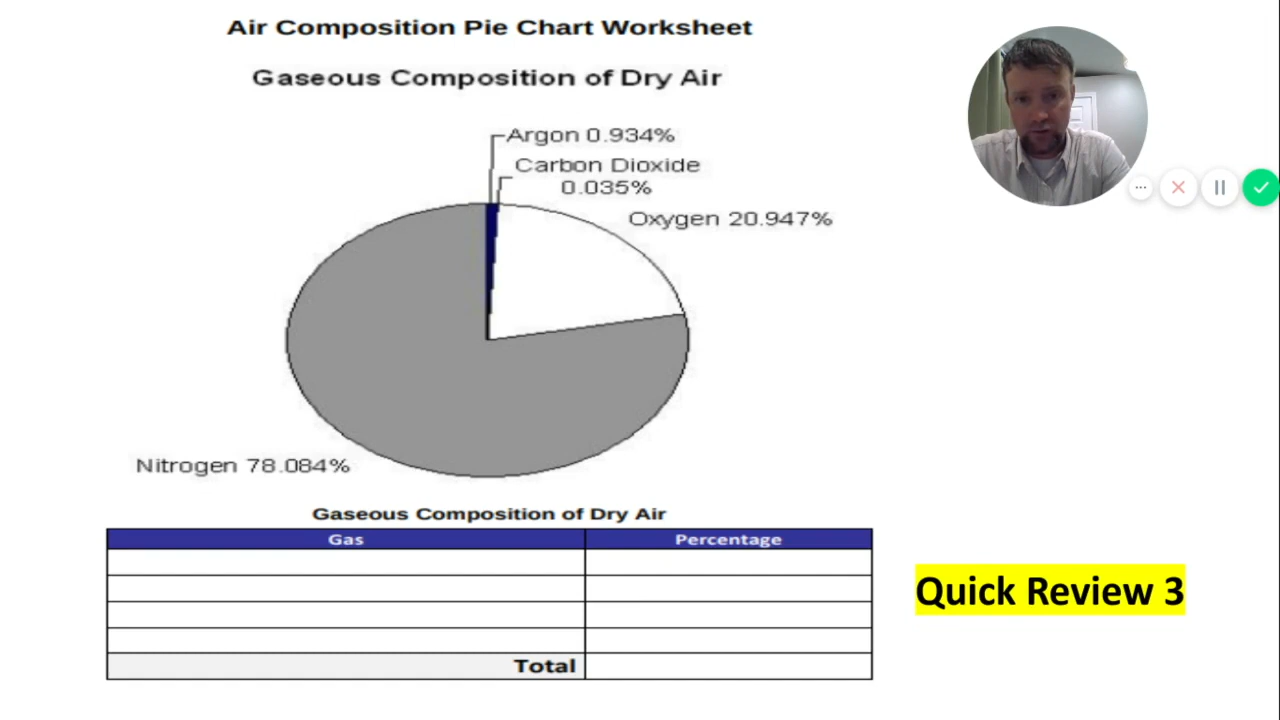 Air Composition Pie Chart Worksheet
Gaseous Composition of Dry Air
Argon 0.934%
Carbon Dioxide
0.035%
Oxygen 20.947%
Nitrogen 78.084%
Gaseous Composition of Dry Air
Gas Percentage
Total
Quick Review 3